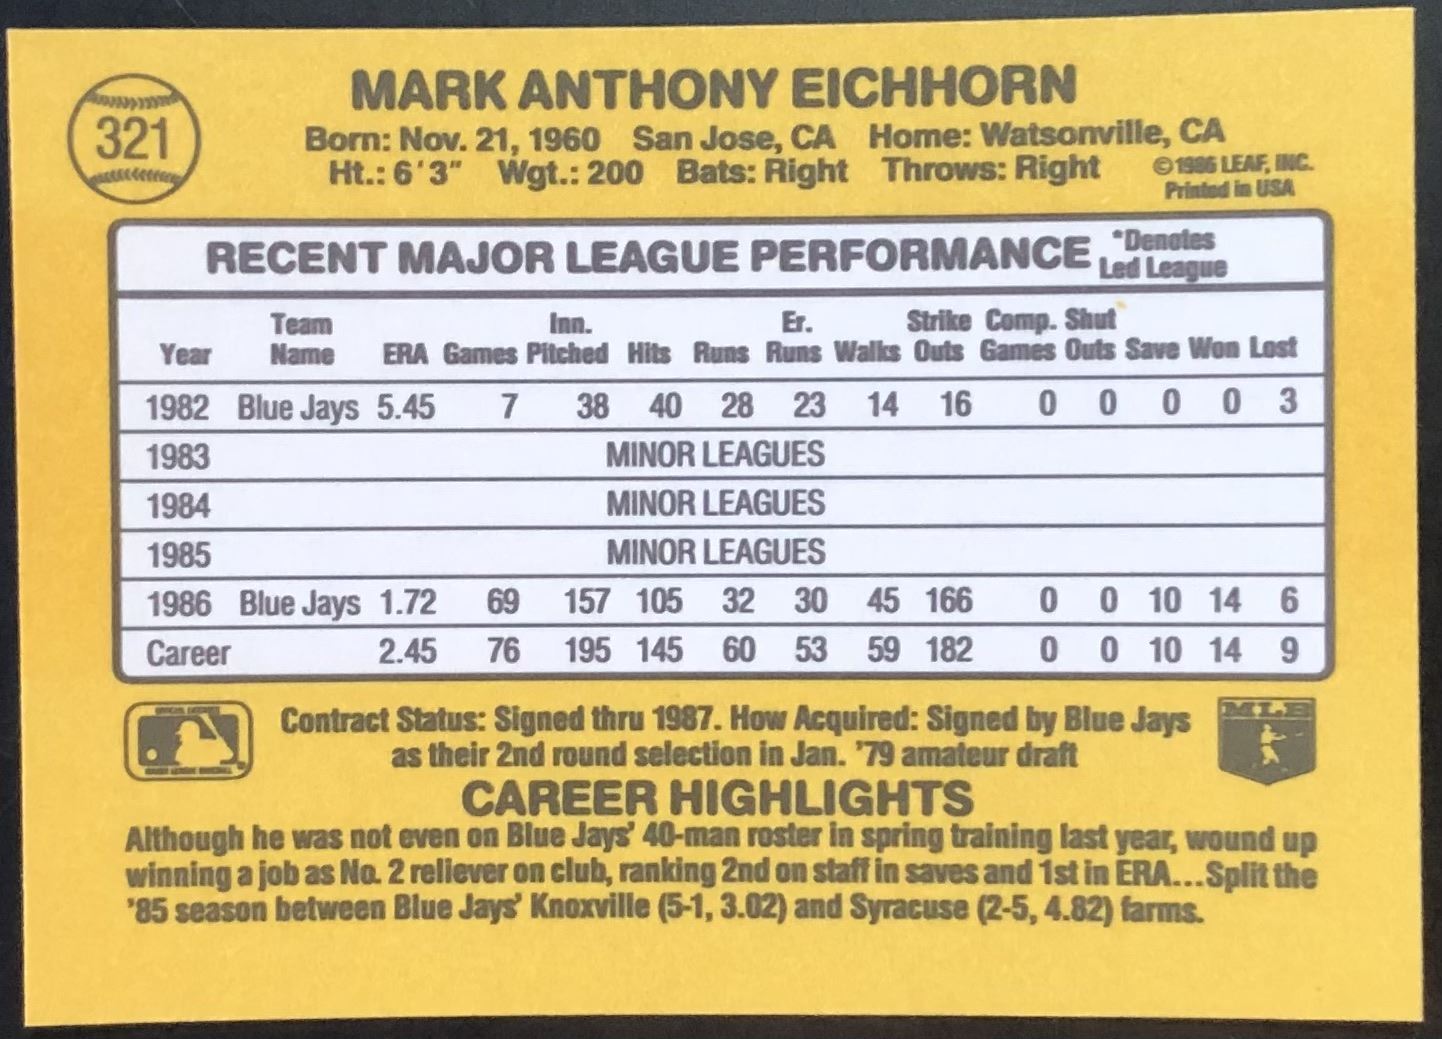 321
MARK ANTHONY EICHHORN
Born: Nov. 21, 1960 San Jose, CA Home: Watsonville, CA
Ht.: 6'3" Wgt.: 200 Bats: Right Throws: Right
©1986 LEAF, INC.
Printed in USA
RECENT MAJOR LEAGUE PERFORMANCE *Denotes Led League
Year Team Name ERA Games Inn. Pitched Hits Runs Er. Runs Walks Strike Outs Comp. Games Shut Outs Save Won Lost
1982 Blue Jays 5.45 7 38 40 28 23 14 16 0 0 0 0 3
1983 MINOR LEAGUES
1984 MINOR LEAGUES
1985 MINOR LEAGUES
1986 Blue Jays 1.72 69 157 105 32 30 45 166 0 0 10 14 6
Career 2.45 76 195 145 60 53 59 182 0 0 10 14 9
Contract Status: Signed thru 1987. How Acquired: Signed by Blue Jays
as their 2nd round selection in Jan. '79 amateur draft
MLB
CAREER HIGHLIGHTS
Although he was not even on Blue Jays' 40-man roster in spring training last year, wound up
winning a job as No. 2 reliever on club, ranking 2nd on staff in saves and 1st in ERA...Split the
'85 season between Blue Jays' Knoxville (5-1, 3.02) and Syracuse (2-5, 4.82) farms.